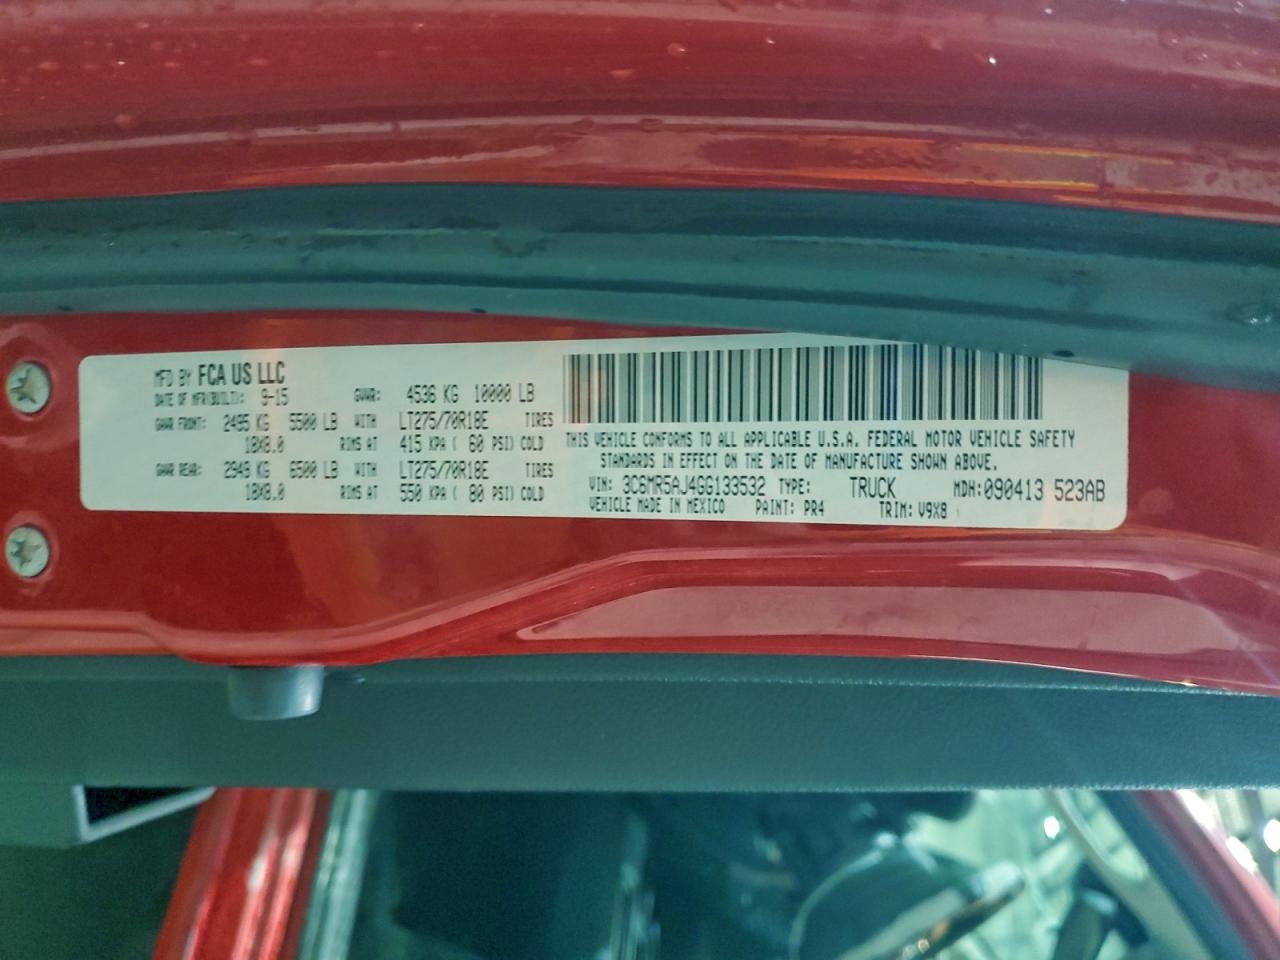 MFD BY FCA US LLC
DATE OF MFR(BUILT): 9-15 GVWR: 4536 KG 10000 LB
GAWR FRONT: 2495 KG 5500 LB WITH LT275/70R18E TIRES
18X8.0 RIMS AT 415 KPA ( 60 PSI) COLD
GAWR REAR: 2949 KG 6500 LB WITH LT275/70R18E TIRES
18X8.0 RIMS AT 550 KPA ( 80 PSI) COLD
THIS VEHICLE CONFORMS TO ALL APPLICABLE U.S.A. FEDERAL MOTOR VEHICLE SAFETY
STANDARDS IN EFFECT ON THE DATE OF MANUFACTURE SHOWN ABOVE.
VIN: 3C6MR5AJ4GG133532 TYPE: TRUCK MDH:090413 523AB
VEHICLE MADE IN MEXICO PAINT: PR4 TRIM: V9X8